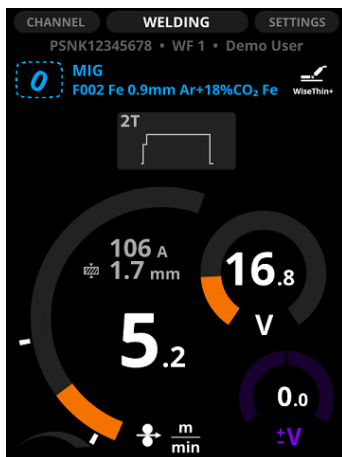 CHANNEL WELDING SETTINGS
PSNK12345678 • WF 1 • Demo User
0 MIG
F002 Fe 0.9mm Ar+18%CO₂ Fe
WiseThin+
2T
106 A
1.7 mm
16.8
V
5.2
0.0
±V
m
min